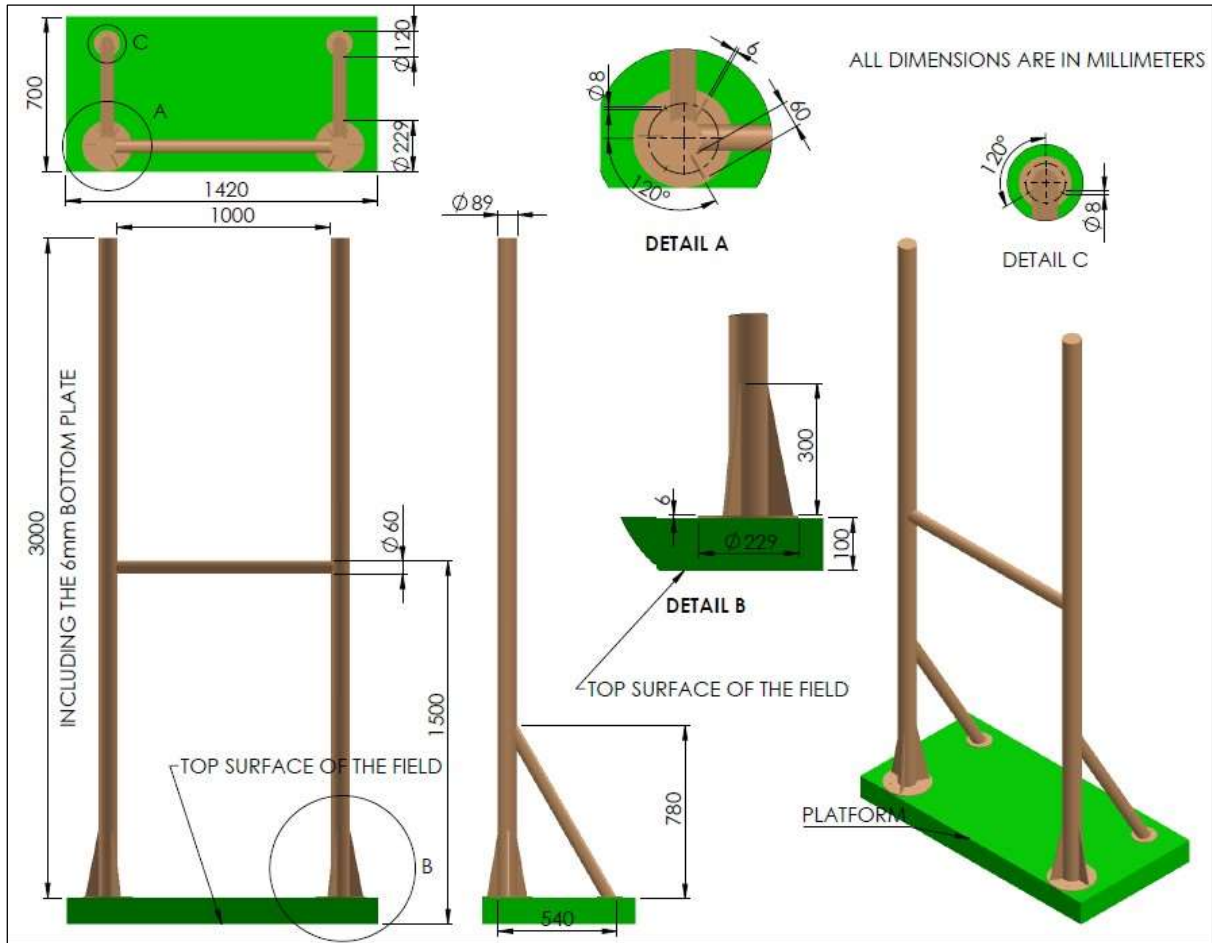 700
C
A
Ø120
Ø229
1420
1000
Ø8
6
60
120°
DETAIL A
ALL DIMENSIONS ARE IN MILLIMETERS
120°
Ø8
DETAIL C
Ø89
3000
INCLUDING THE 6mm BOTTOM PLATE
Ø60
1500
TOP SURFACE OF THE FIELD
B
780
540
300
6
Ø229
100
DETAIL B
TOP SURFACE OF THE FIELD
PLATFORM